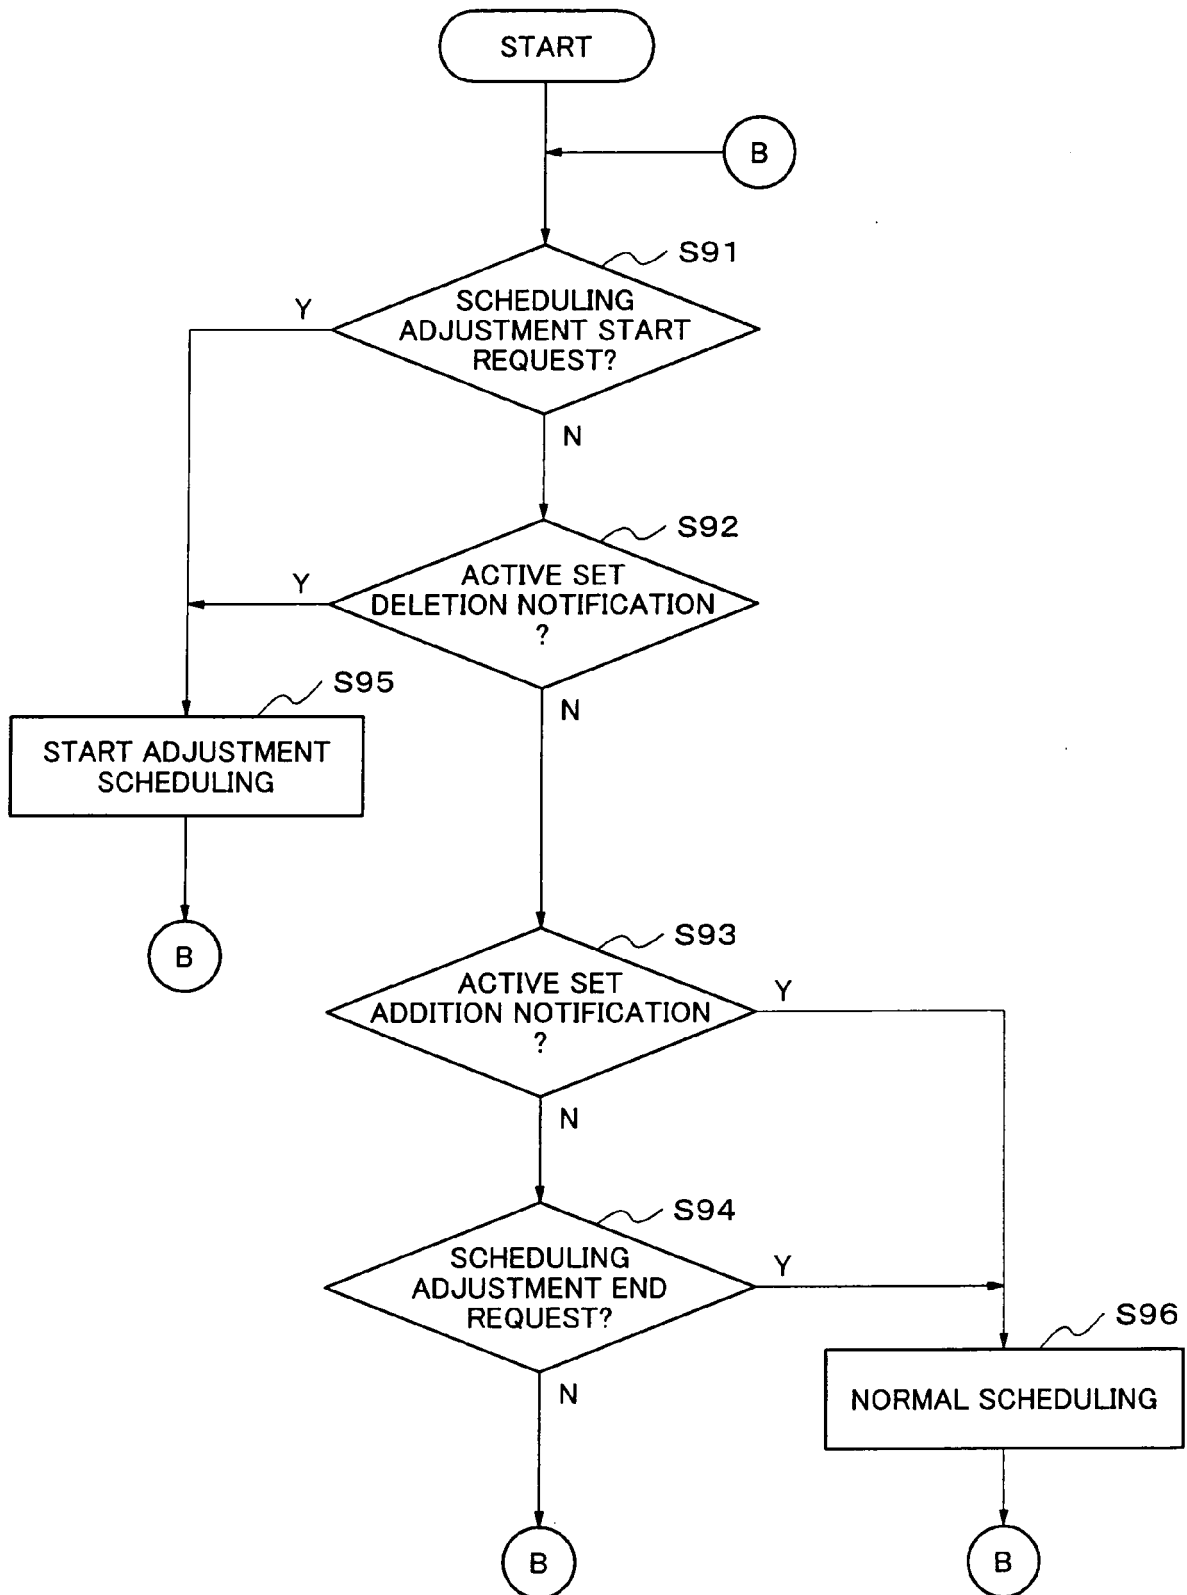 START
B
S91
SCHEDULING
ADJUSTMENT START
REQUEST?
Y
N
S92
ACTIVE SET
DELETION NOTIFICATION
?
Y
N
S95
START ADJUSTMENT
SCHEDULING
B
S93
ACTIVE SET
ADDITION NOTIFICATION
?
Y
N
S94
SCHEDULING
ADJUSTMENT END
REQUEST?
Y
N
S96
NORMAL SCHEDULING
B
B